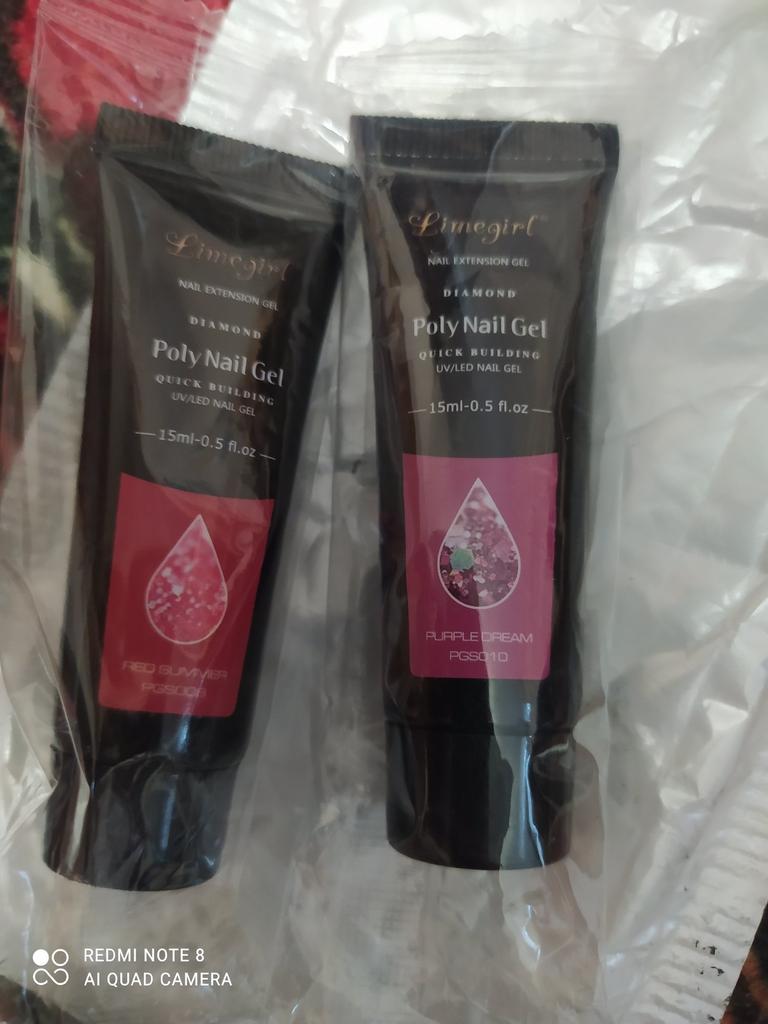 Limegirl
NAIL EXTENSION GEL
DIAMOND
Poly Nail Gel
QUICK BUILDING
UV/LED NAIL GEL
15ml-0.5 fl.oz
RED SUMMER
Limegirl
NAIL EXTENSION GEL
DIAMOND
Poly Nail Gel
QUICK BUILDING
UV/LED NAIL GEL
15ml-0.5 fl.oz
PURPLE DREAM
PGS010
REDMI NOTE 8
AI QUAD CAMERA